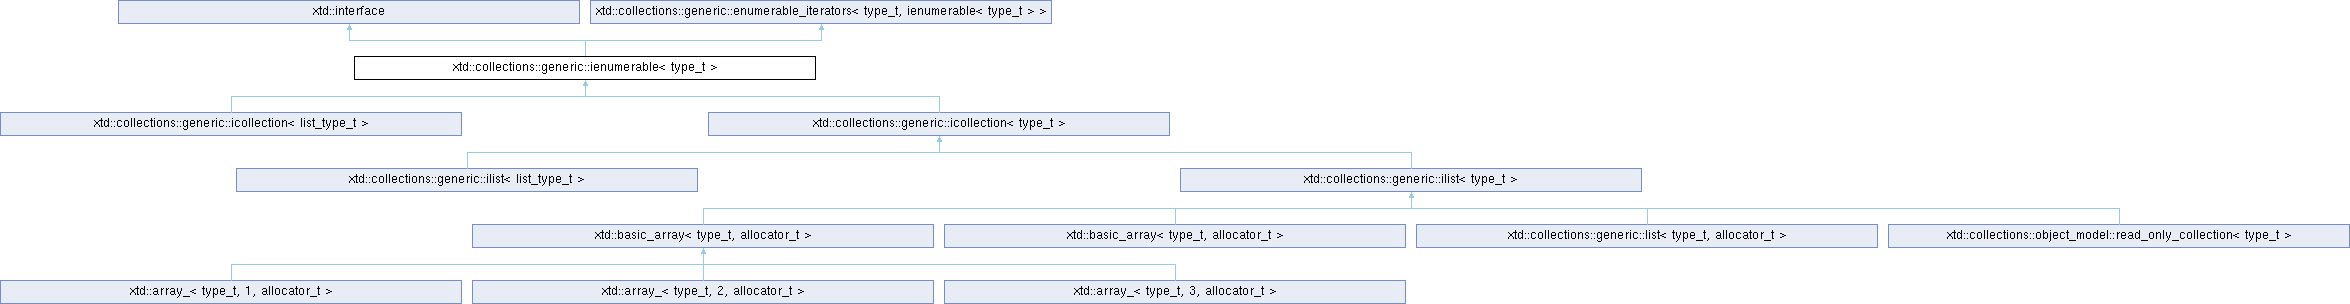 xtd::interface
xtd::collections::generic::enumerable_iterators< type_t, ienumerable< type_t > >
xtd::collections::generic::ienumerable< type_t >
xtd::collections::generic::icollection< list_type_t >
xtd::collections::generic::icollection< type_t >
xtd::collections::generic::ilist< list_type_t >
xtd::collections::generic::ilist< type_t >
xtd::basic_array< type_t, allocator_t >
xtd::basic_array< type_t, allocator_t >
xtd::collections::generic::list< type_t, allocator_t >
xtd::collections::object_model::read_only_collection< type_t >
xtd::array_< type_t, 1, allocator_t >
xtd::array_< type_t, 2, allocator_t >
xtd::array_< type_t, 3, allocator_t >